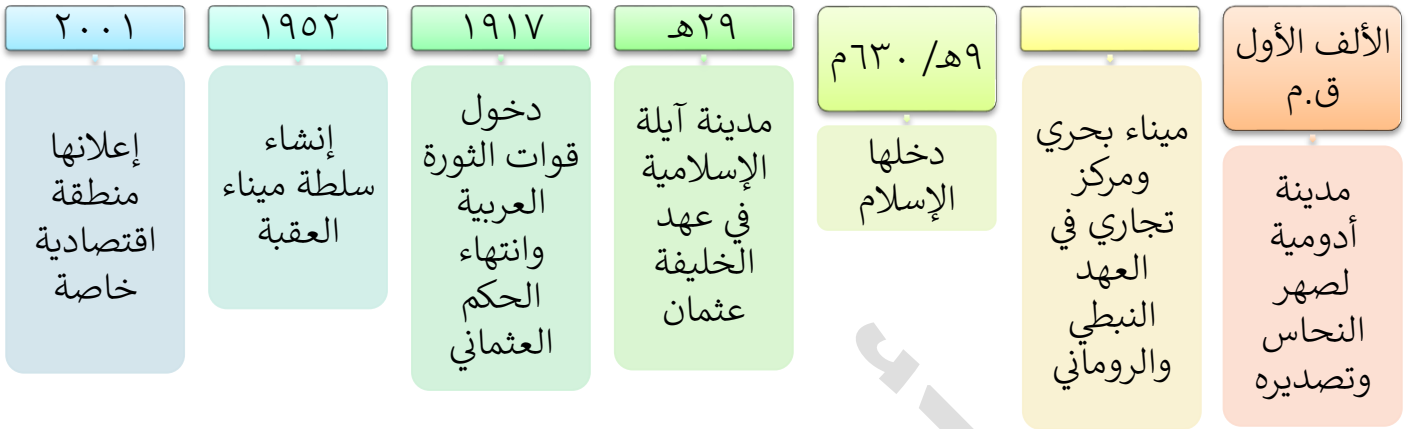 الألف الأول
ق.م
مدينة
أدومية
لصهر
النحاس
وتصديره
ميناء بحري
ومركز
تجاري في
العهد
النبطي
والروماني
٩هـ/ ٦٣٠م
دخلها
الإسلام
٢٩هـ
مدينة آيلة
الإسلامية
في عهد
الخليفة
عثمان
١٩١٧
دخول
قوات الثورة
العربية
وانتهاء
الحكم
العثماني
١٩٥٢
إنشاء
سلطة ميناء
العقبة
٢٠٠١
إعلانها
منطقة
اقتصادية
خاصة